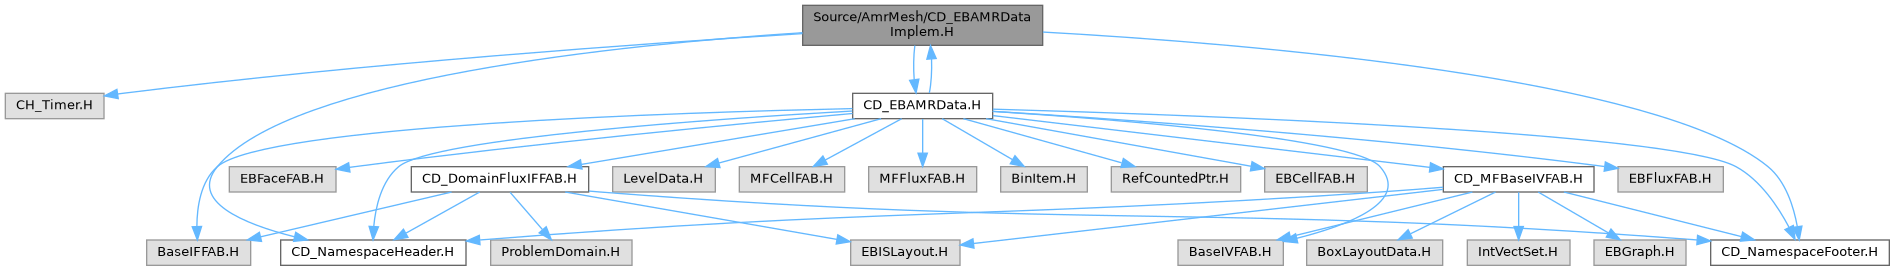 Source/AmrMesh/CD_EBAMRData
Implem.H
CH_Timer.H
CD_EBAMRData.H
EBFaceFAB.H
CD_DomainFluxIFFAB.H
LevelData.H
MFCellFAB.H
MFFluxFAB.H
BinItem.H
RefCountedPtr.H
EBCellFAB.H
CD_MFBaseIVFAB.H
EBFluxFAB.H
BaseIFFAB.H
CD_NamespaceHeader.H
ProblemDomain.H
EBISLayout.H
BaseIVFAB.H
BoxLayoutData.H
IntVectSet.H
EBGraph.H
CD_NamespaceFooter.H